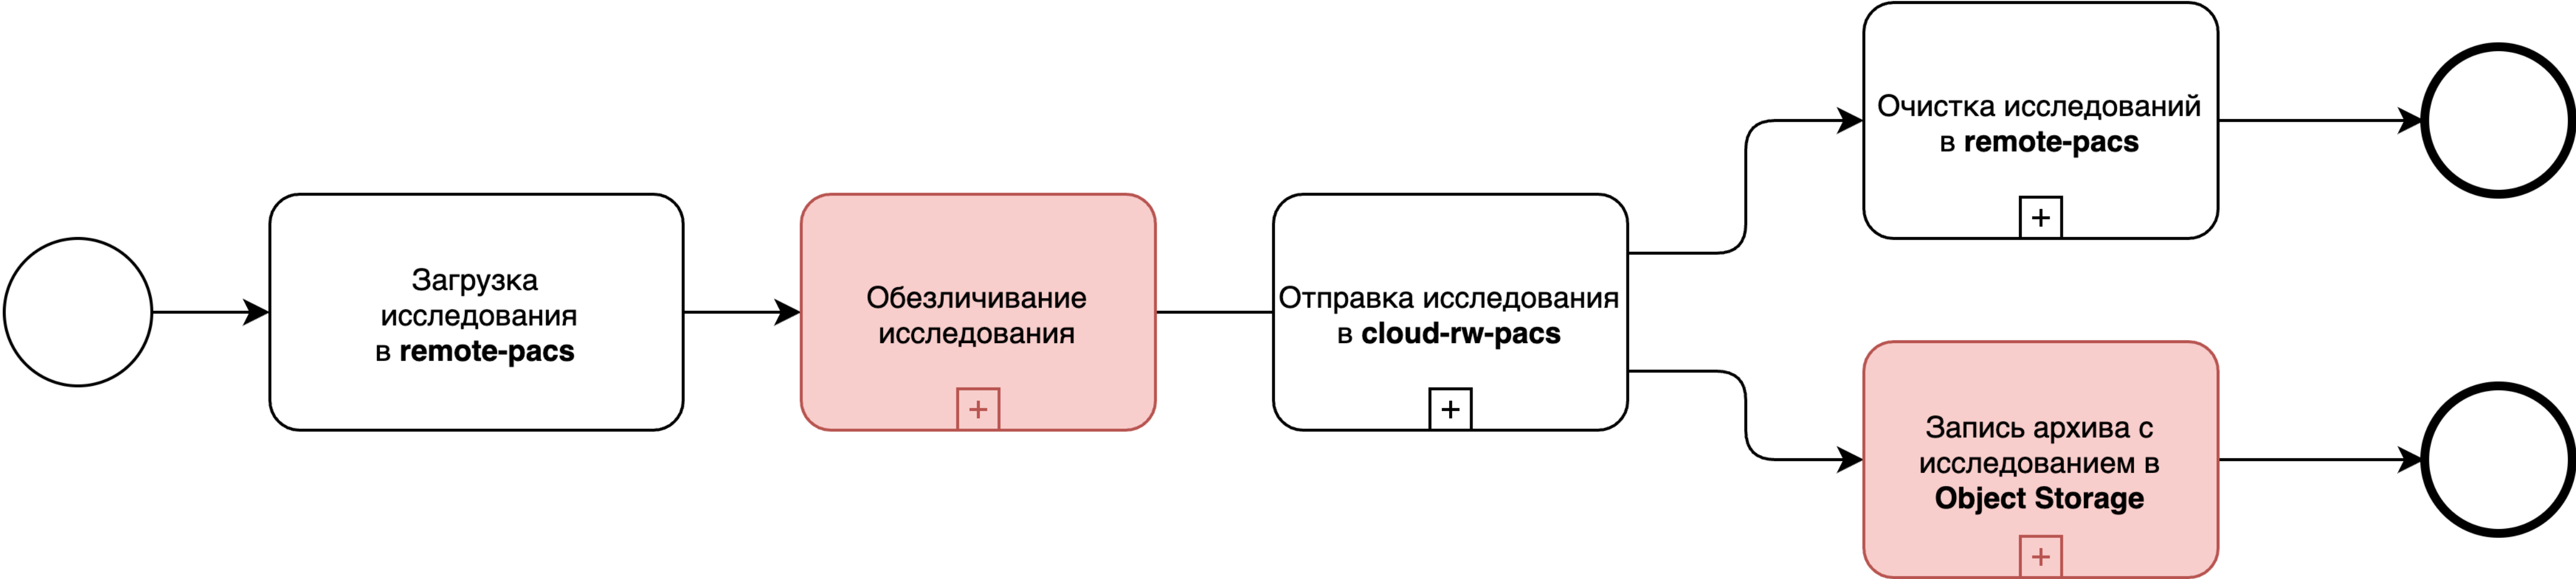 Загрузка
исследования
в remote-pacs
Обезличивание
исследования
+
Отправка исследования
в cloud-rw-pacs
+
Очистка исследований
в remote-pacs
+
Запись архива с
исследованием в
Object Storage
+